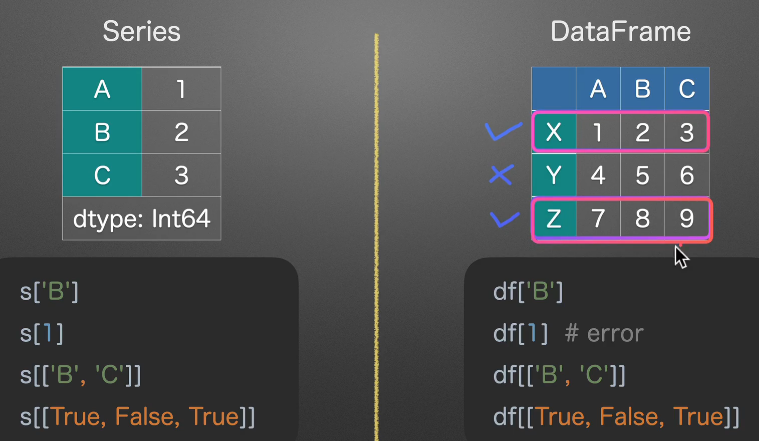 Series
A 1
B 2
C 3
dtype: Int64
s['B']
s[1]
s[['B', 'C']]
s[[True, False, True]]
DataFrame
A B C
X 1 2 3
Y 4 5 6
Z 7 8 9
df['B']
df[1] # error
df[['B', 'C']]
df[[True, False, True]]